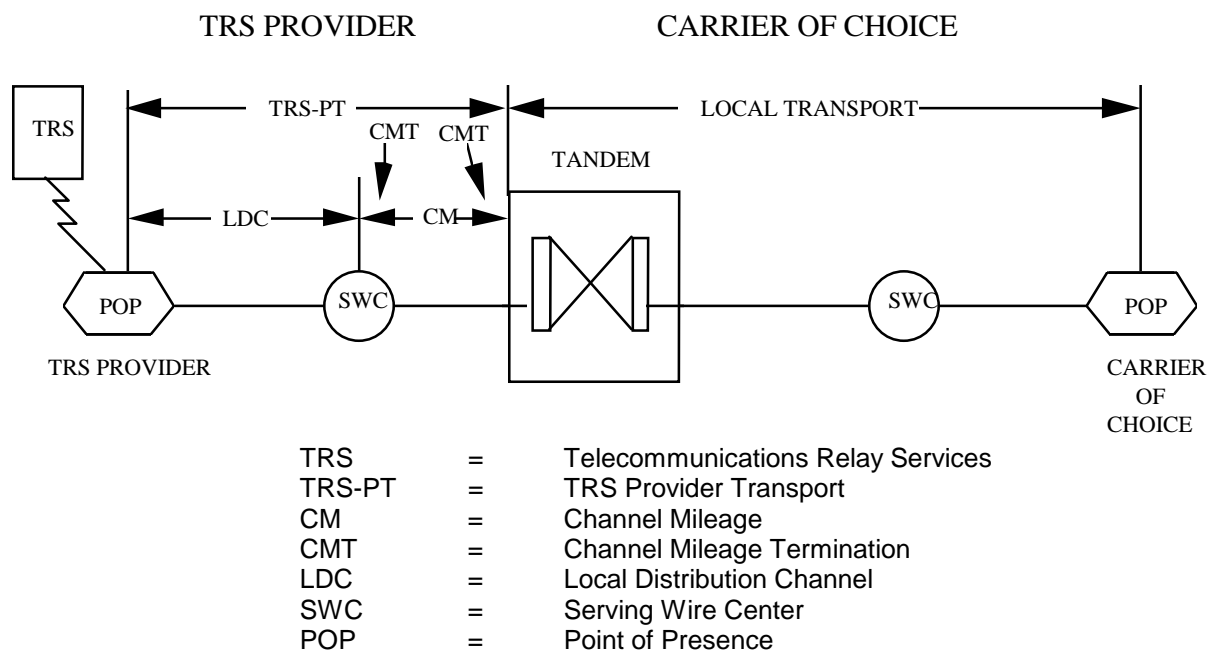 TRS PROVIDER CARRIER OF CHOICE
TRS
TRS-PT
LOCAL TRANSPORT
CMT CMT
TANDEM
LDC
CM
POP
SWC
SWC
POP
TRS PROVIDER
CARRIER
OF
CHOICE
TRS = Telecommunications Relay Services
TRS-PT = TRS Provider Transport
CM = Channel Mileage
CMT = Channel Mileage Termination
LDC = Local Distribution Channel
SWC = Serving Wire Center
POP = Point of Presence